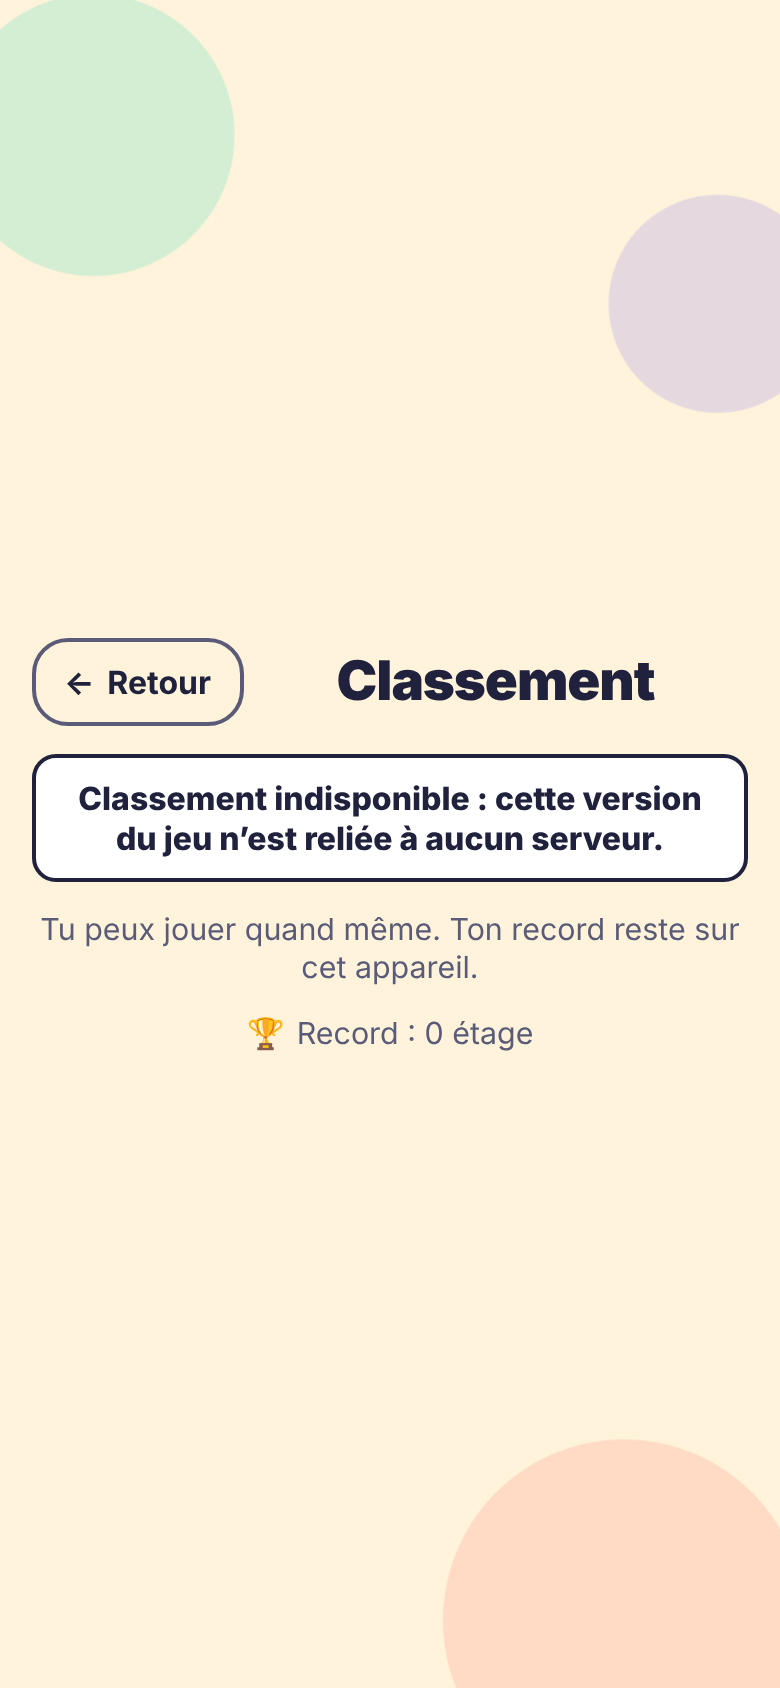 ← Retour
Classement
Classement indisponible : cette version
du jeu n’est reliée à aucun serveur.
Tu peux jouer quand même. Ton record reste sur
cet appareil.
🏆 Record : 0 étage